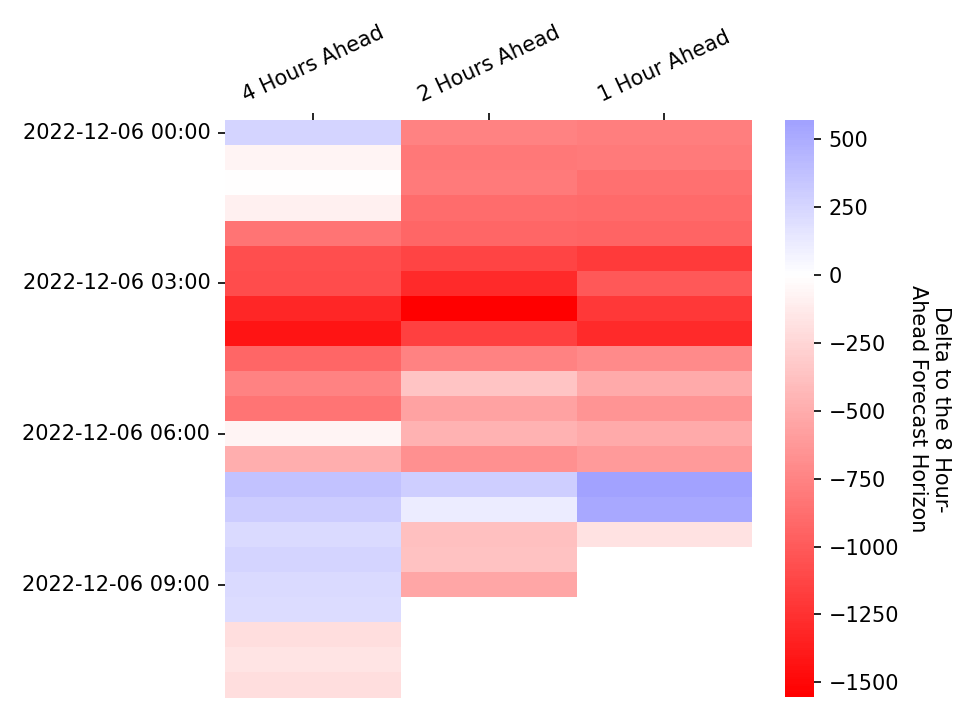 4 Hours Ahead
2 Hours Ahead
1 Hour Ahead
2022-12-06 00:00
2022-12-06 03:00
2022-12-06 06:00
2022-12-06 09:00
500
250
0
−250
−500
−750
−1000
−1250
−1500
Delta to the 8 Hour-
Ahead Forecast Horizon